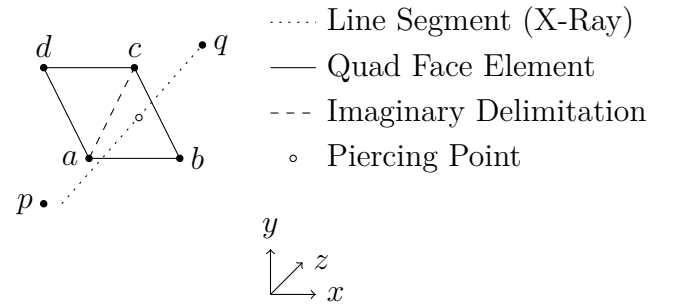 d c q
a b
p
Line Segment (X-Ray)
Quad Face Element
Imaginary Delimitation
Piercing Point
y
z
x